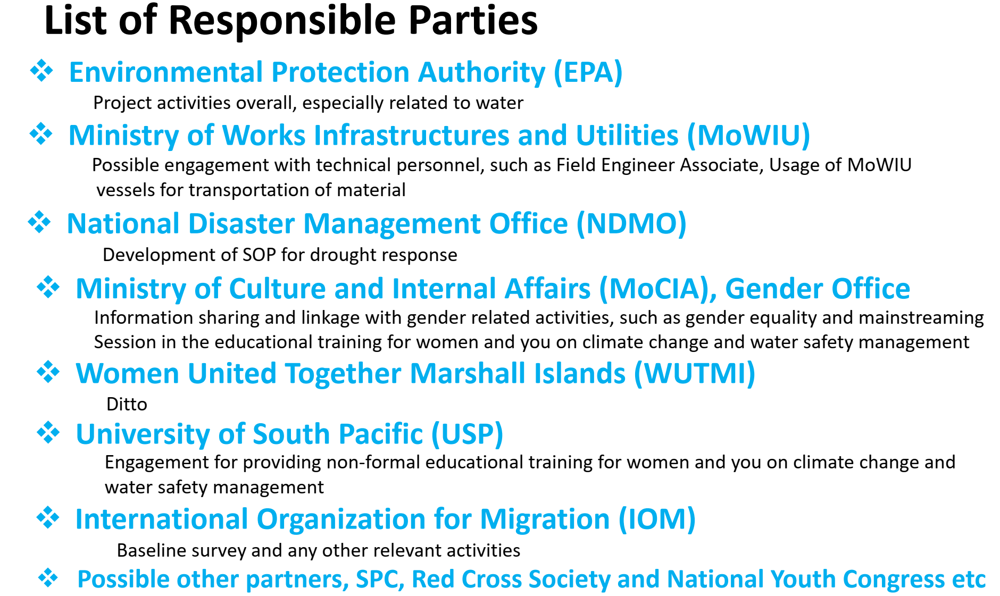 List of Responsible Parties
❖ Environmental Protection Authority (EPA)
Project activities overall, especially related to water
❖ Ministry of Works Infrastructures and Utilities (MoWIU)
Possible engagement with technical personnel, such as Field Engineer Associate, Usage of MoWIU
vessels for transportation of material
❖ National Disaster Management Office (NDMO)
Development of SOP for drought response
❖ Ministry of Culture and Internal Affairs (MoCIA), Gender Office
Information sharing and linkage with gender related activities, such as gender equality and mainstreaming
Session in the educational training for women and you on climate change and water safety management
❖ Women United Together Marshall Islands (WUTMI)
Ditto
❖ University of South Pacific (USP)
Engagement for providing non-formal educational training for women and you on climate change and
water safety management
❖ International Organization for Migration (IOM)
Baseline survey and any other relevant activities
❖ Possible other partners, SPC, Red Cross Society and National Youth Congress etc